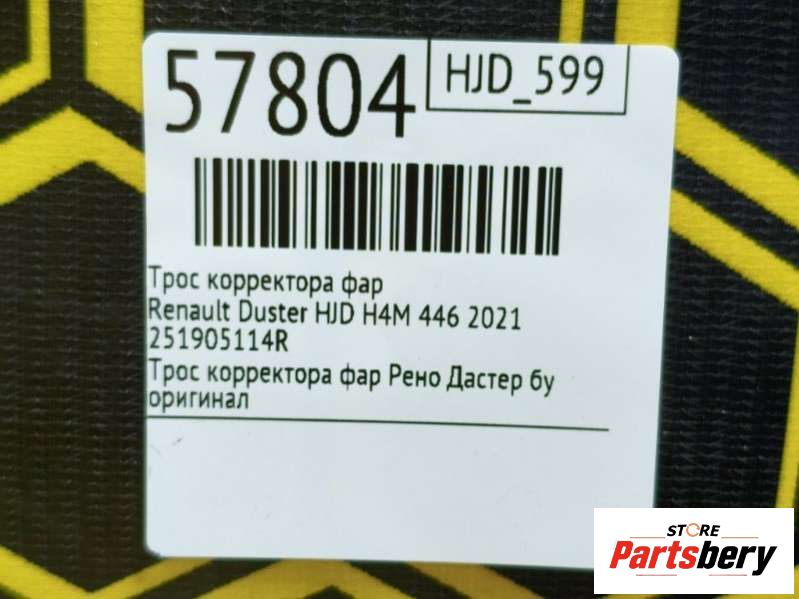 57804
HJD_599
Трос корректора фар
Renault Duster HJD H4M 446 2021
251905114R
Трос корректора фар Рено Дастер бу
оригинал
STORE
Partsbery